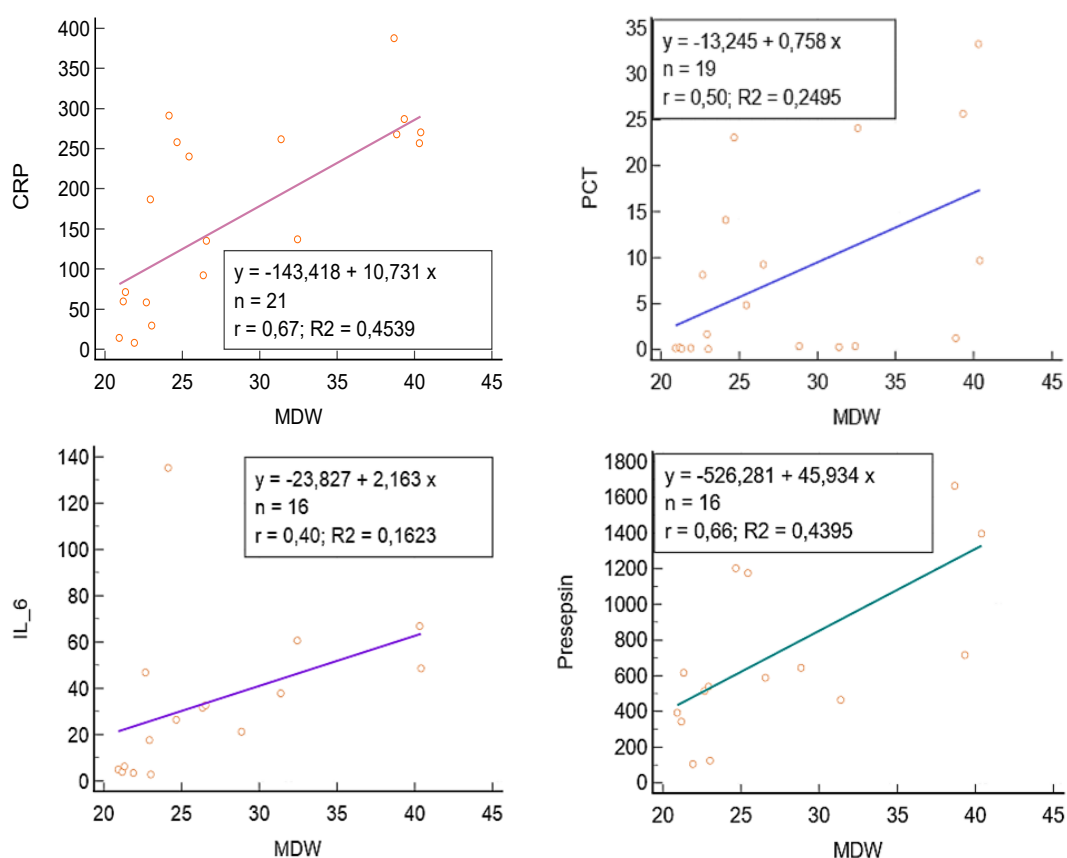 400
350
300
250
200
150
100
50
0
CRP
y = -143,418 + 10,731 x
n = 21
r = 0,67; R2 = 0,4539
20 25 30 35 40 45
MDW
35
30
25
20
15
10
5
0
PCT
y = -13,245 + 0,758 x
n = 19
r = 0,50; R2 = 0,2495
20 25 30 35 40 45
MDW
140
120
100
80
60
40
20
0
IL_6
y = -23,827 + 2,163 x
n = 16
r = 0,40; R2 = 0,1623
20 25 30 35 40 45
MDW
1800
1600
1400
1200
1000
800
600
400
200
0
Presepsin
y = -526,281 + 45,934 x
n = 16
r = 0,66; R2 = 0,4395
20 25 30 35 40 45
MDW